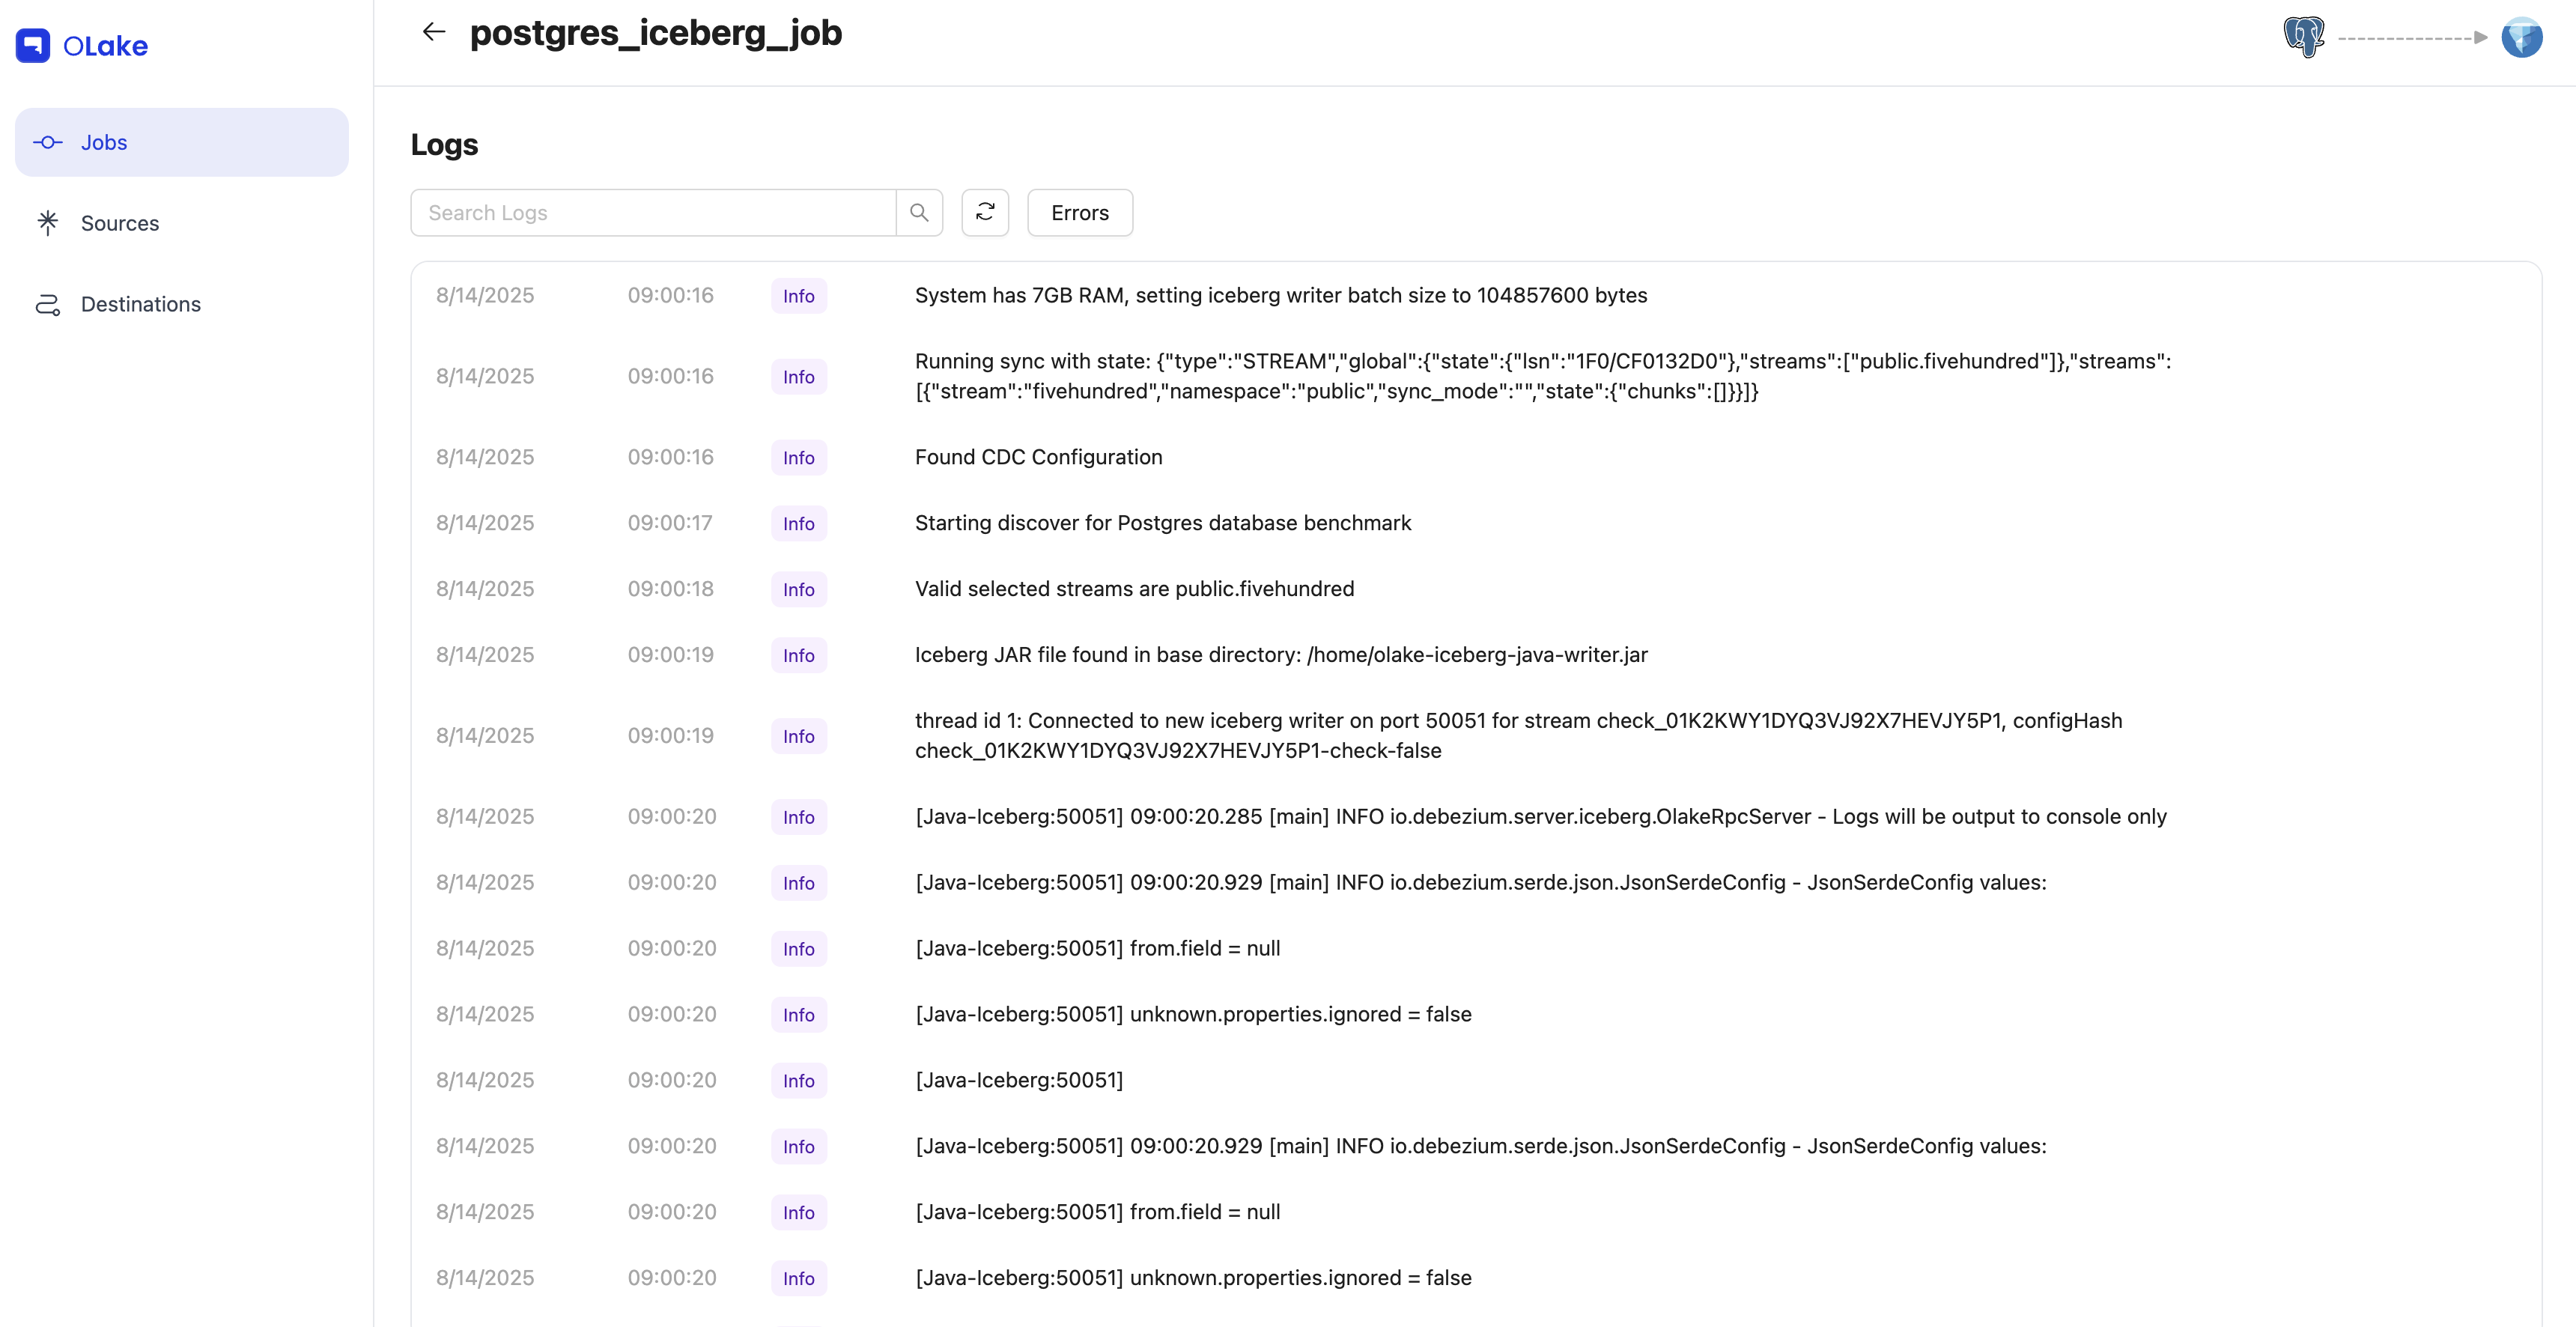 OLake
postgres_iceberg_job
Jobs
Sources
Destinations
Logs
Search Logs
Errors
8/14/2025 09:00:16 Info System has 7GB RAM, setting iceberg writer batch size to 104857600 bytes
8/14/2025 09:00:16 Info Running sync with state: {"type":"STREAM","global":{"state":{"lsn":"1F0/CF0132D0"},"streams":["public.fivehundred"]},"streams":
[{"stream":"fivehundred","namespace":"public","sync_mode":"","state":{"chunks":[]}}]}
8/14/2025 09:00:16 Info Found CDC Configuration
8/14/2025 09:00:17 Info Starting discover for Postgres database benchmark
8/14/2025 09:00:18 Info Valid selected streams are public.fivehundred
8/14/2025 09:00:19 Info Iceberg JAR file found in base directory: /home/olake-iceberg-java-writer.jar
8/14/2025 09:00:19 Info thread id 1: Connected to new iceberg writer on port 50051 for stream check_01K2KWY1DYQ3VJ92X7HEVJY5P1, configHash
check_01K2KWY1DYQ3VJ92X7HEVJY5P1-check-false
8/14/2025 09:00:20 Info [Java-Iceberg:50051] 09:00:20.285 [main] INFO io.debezium.server.iceberg.OlakeRpcServer - Logs will be output to console only
8/14/2025 09:00:20 Info [Java-Iceberg:50051] 09:00:20.929 [main] INFO io.debezium.serde.json.JsonSerdeConfig - JsonSerdeConfig values:
8/14/2025 09:00:20 Info [Java-Iceberg:50051] from.field = null
8/14/2025 09:00:20 Info [Java-Iceberg:50051] unknown.properties.ignored = false
8/14/2025 09:00:20 Info [Java-Iceberg:50051]
8/14/2025 09:00:20 Info [Java-Iceberg:50051] 09:00:20.929 [main] INFO io.debezium.serde.json.JsonSerdeConfig - JsonSerdeConfig values:
8/14/2025 09:00:20 Info [Java-Iceberg:50051] from.field = null
8/14/2025 09:00:20 Info [Java-Iceberg:50051] unknown.properties.ignored = false